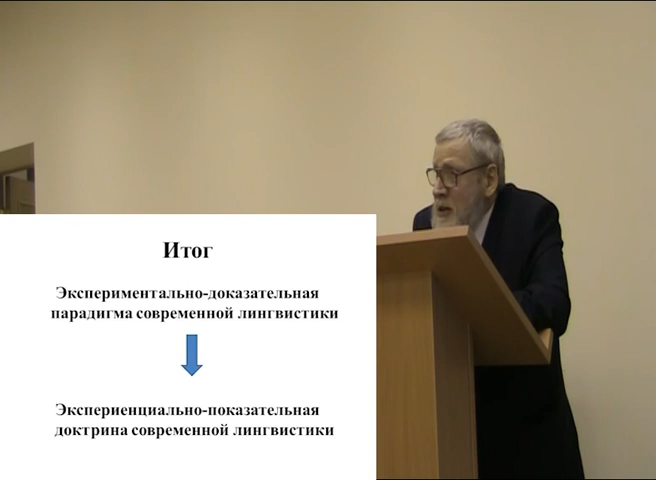 Итог
Экспериментально-доказательная
парадигма современной лингвистики
Экспериенциально-показательная
доктрина современной лингвистики